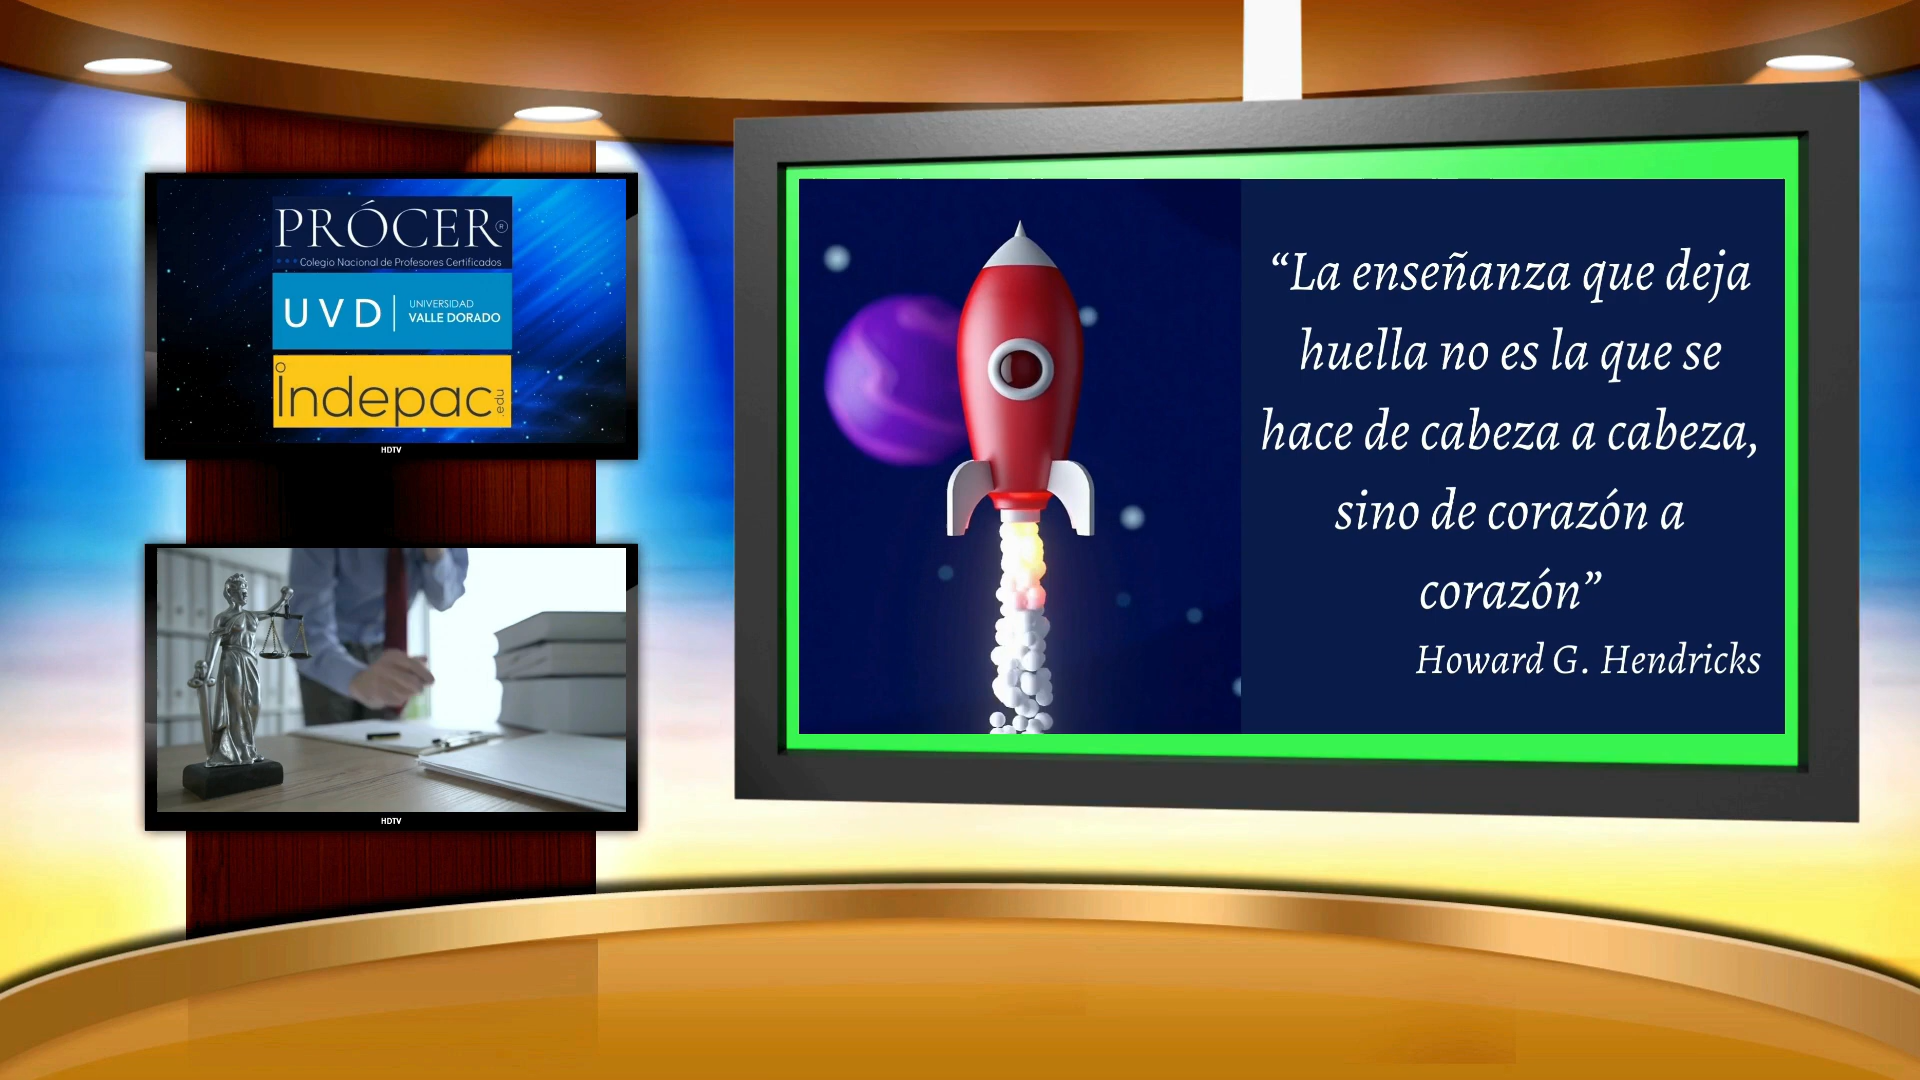 PRÓCER®
Colegio Nacional de Profesores Certificados
UVD
UNIVERSIDAD
VALLE DORADO
indepac.edu
HDTV
HDTV
“La enseñanza que deja
huella no es la que se
hace de cabeza a cabeza,
sino de corazón a
corazón”
Howard G. Hendricks